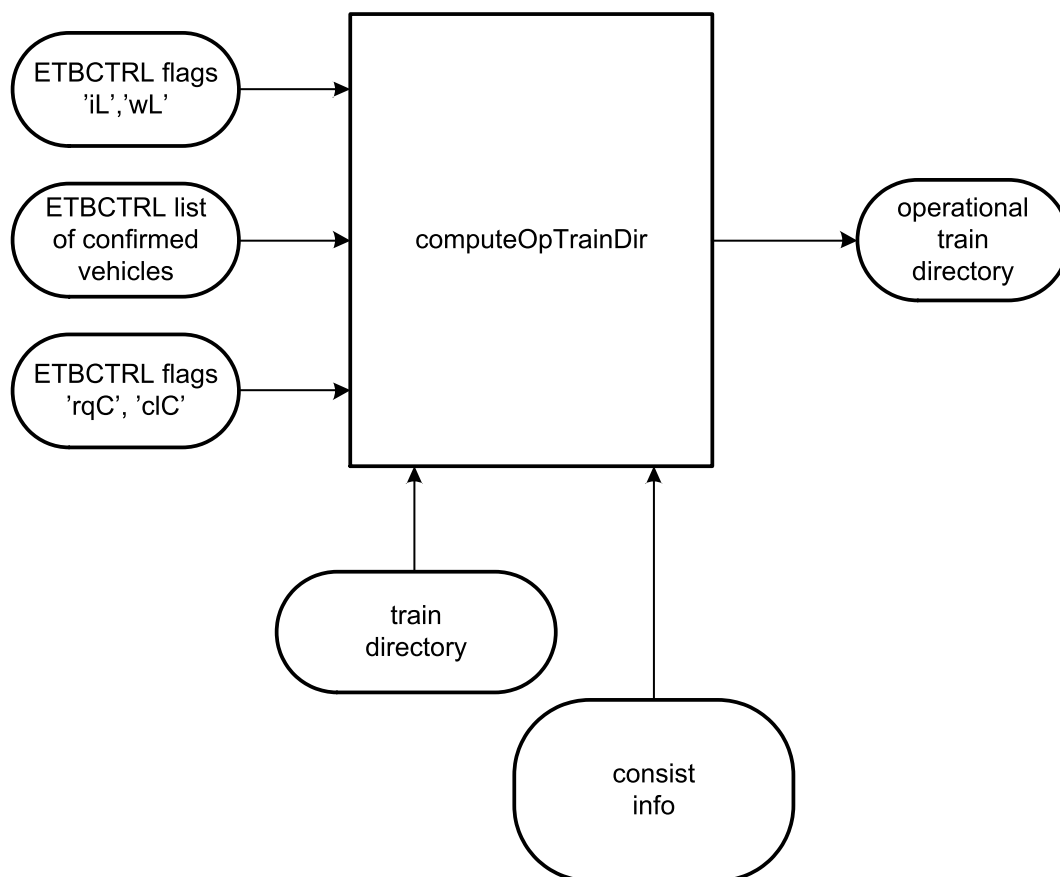 ETBCTRL flags
’iL’,’wL’
ETBCTRL list
of confirmed
vehicles
ETBCTRL flags
’rqC’, ’clC’
computeOpTrainDir
operational
train
directory
train
directory
consist
info